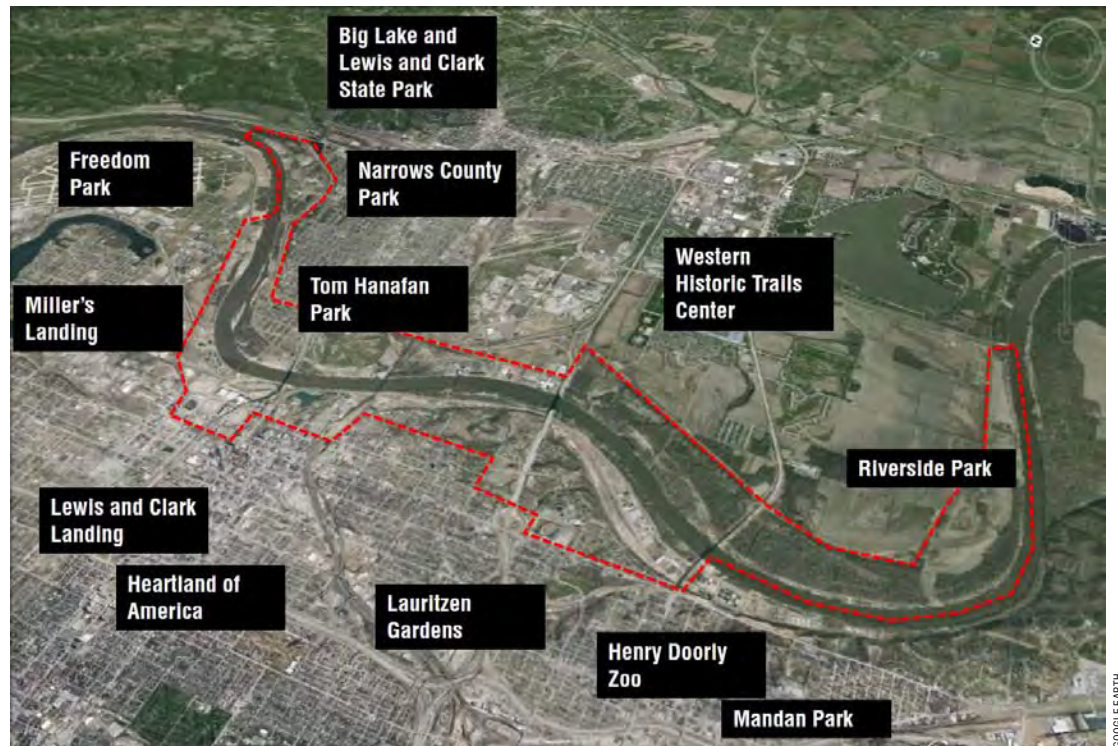 Big Lake and
Lewis and Clark
State Park
Freedom
Park
Narrows County
Park
Western
Historic Trails
Center
Tom Hanafan
Park
Miller's
Landing
Riverside Park
Lewis and Clark
Landing
Heartland of
America
Lauritzen
Gardens
Henry Doorly
Zoo
Mandan Park
GOOGLE EARTH